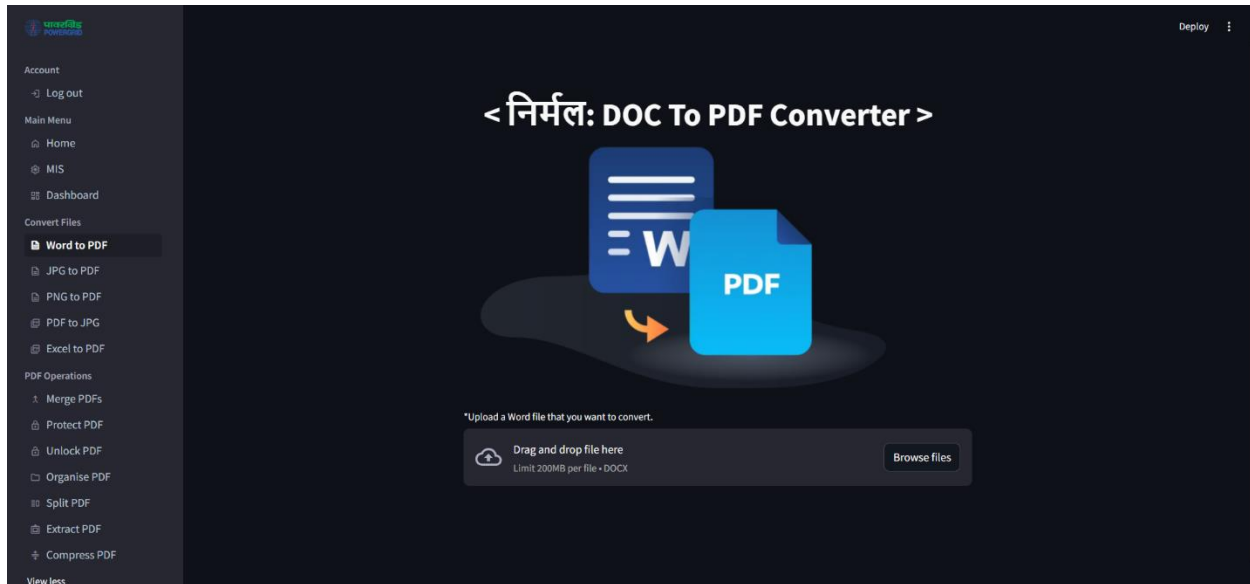 पावरग्रिड
POWERGRID
Account
Log out
Main Menu
Home
MIS
Dashboard
Convert Files
Word to PDF
JPG to PDF
PNG to PDF
PDF to JPG
Excel to PDF
PDF Operations
Merge PDFs
Protect PDF
Unlock PDF
Organise PDF
Split PDF
Extract PDF
Compress PDF
View less
Deploy
< निर्मल: DOC To PDF Converter >
W
PDF
*Upload a Word file that you want to convert.
Drag and drop file here
Limit 200MB per file • DOCX
Browse files